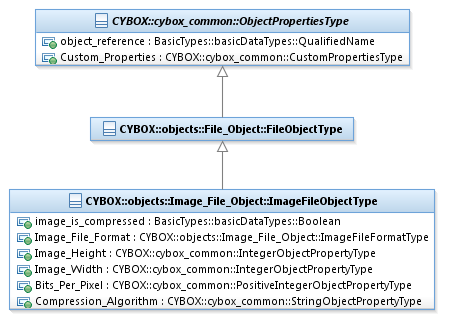 CYBOX::cybox_common::ObjectPropertiesType
object_reference : BasicTypes::basicDataTypes::QualifiedName
Custom_Properties : CYBOX::cybox_common::CustomPropertiesType
CYBOX::objects::File_Object::FileObjectType
CYBOX::objects::Image_File_Object::ImageFileObjectType
image_is_compressed : BasicTypes::basicDataTypes::Boolean
Image_File_Format : CYBOX::objects::Image_File_Object::ImageFileFormatType
Image_Height : CYBOX::cybox_common::IntegerObjectPropertyType
Image_Width : CYBOX::cybox_common::IntegerObjectPropertyType
Bits_Per_Pixel : CYBOX::cybox_common::PositiveIntegerObjectPropertyType
Compression_Algorithm : CYBOX::cybox_common::StringObjectPropertyType